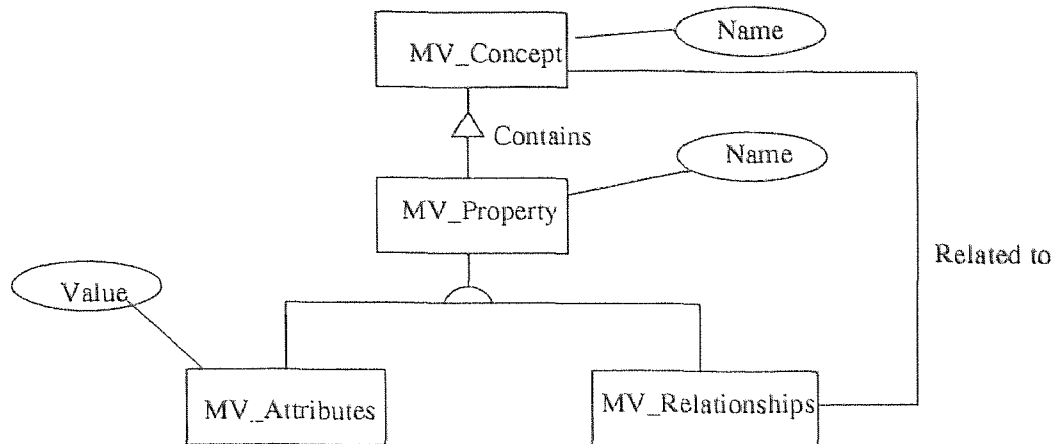 Name
MV_Concept
Contains
Name
MV_Property
Related to
Value
MV_Attributes
MV_Relationships